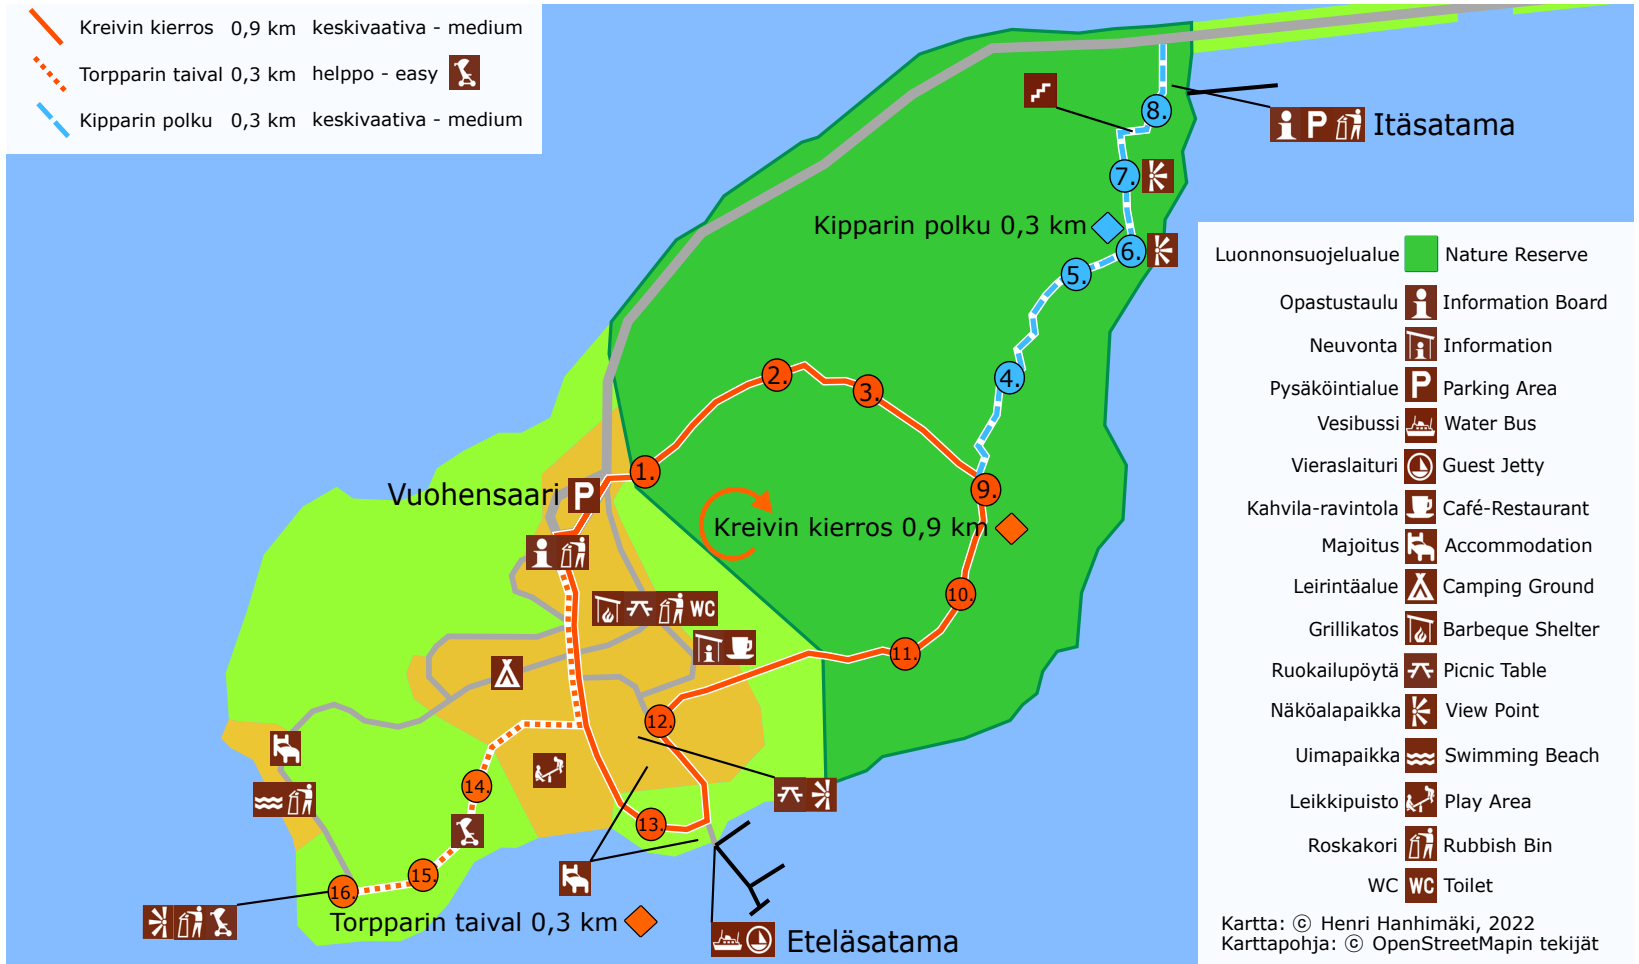 Kreivin kierros 0,9 km keskivaativa - medium
Torpparin taival 0,3 km helppo - easy
Kipparin polku 0,3 km keskivaativa - medium
8.
P
Itäsatama
7.
Kipparin polku 0,3 km
6.
5.
4.
2.
3.
1.
Vuohensaari P
9.
Kreivin kierros 0,9 km
10.
WC
11.
12.
14.
13.
15.
16.
Torpparin taival 0,3 km
Eteläsatama
Luonnonsuojelualue Nature Reserve
Opastustaulu Information Board
Neuvonta Information
Pysäköintialue P Parking Area
Vesibussi Water Bus
Vieraslaituri Guest Jetty
Kahvila-ravintola Café-Restaurant
Majoitus Accommodation
Leirintäalue Camping Ground
Grillikatos Barbeque Shelter
Ruokailupöytä Picnic Table
Näköalapaikka View Point
Uimapaikka Swimming Beach
Leikkipuisto Play Area
Roskakori Rubbish Bin
WC WC Toilet
Kartta: © Henri Hanhimäki, 2022
Karttapohja: © OpenStreetMapin tekijät